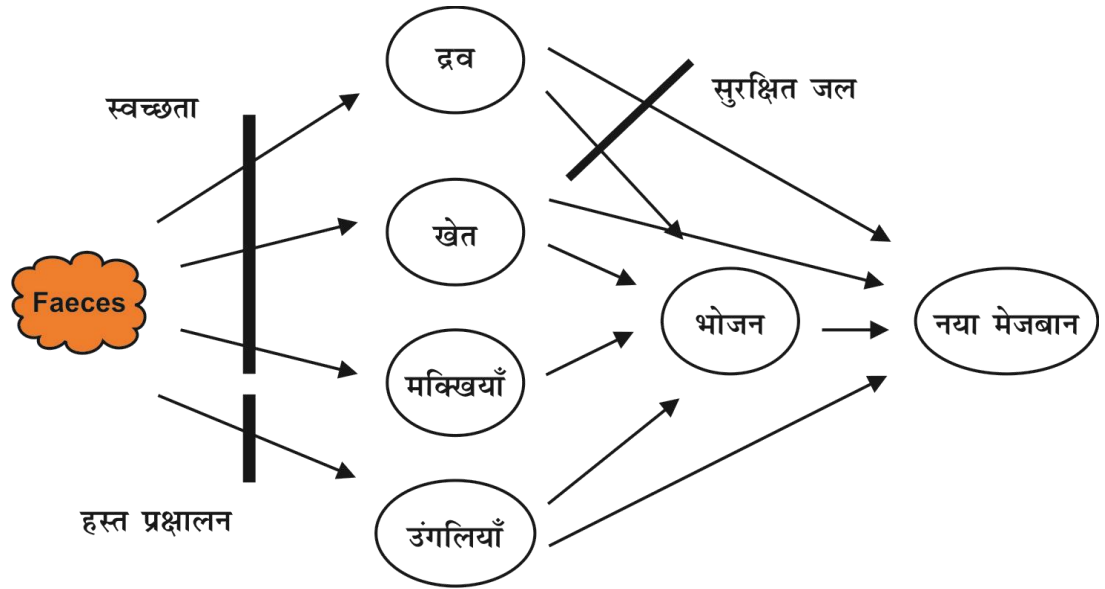 द्रव
सुरक्षित जल
स्वच्छता
खेत
Faeces
भोजन
नया मेजबान
मक्खियाँ
हस्त प्रक्षालन
उंगलियाँ